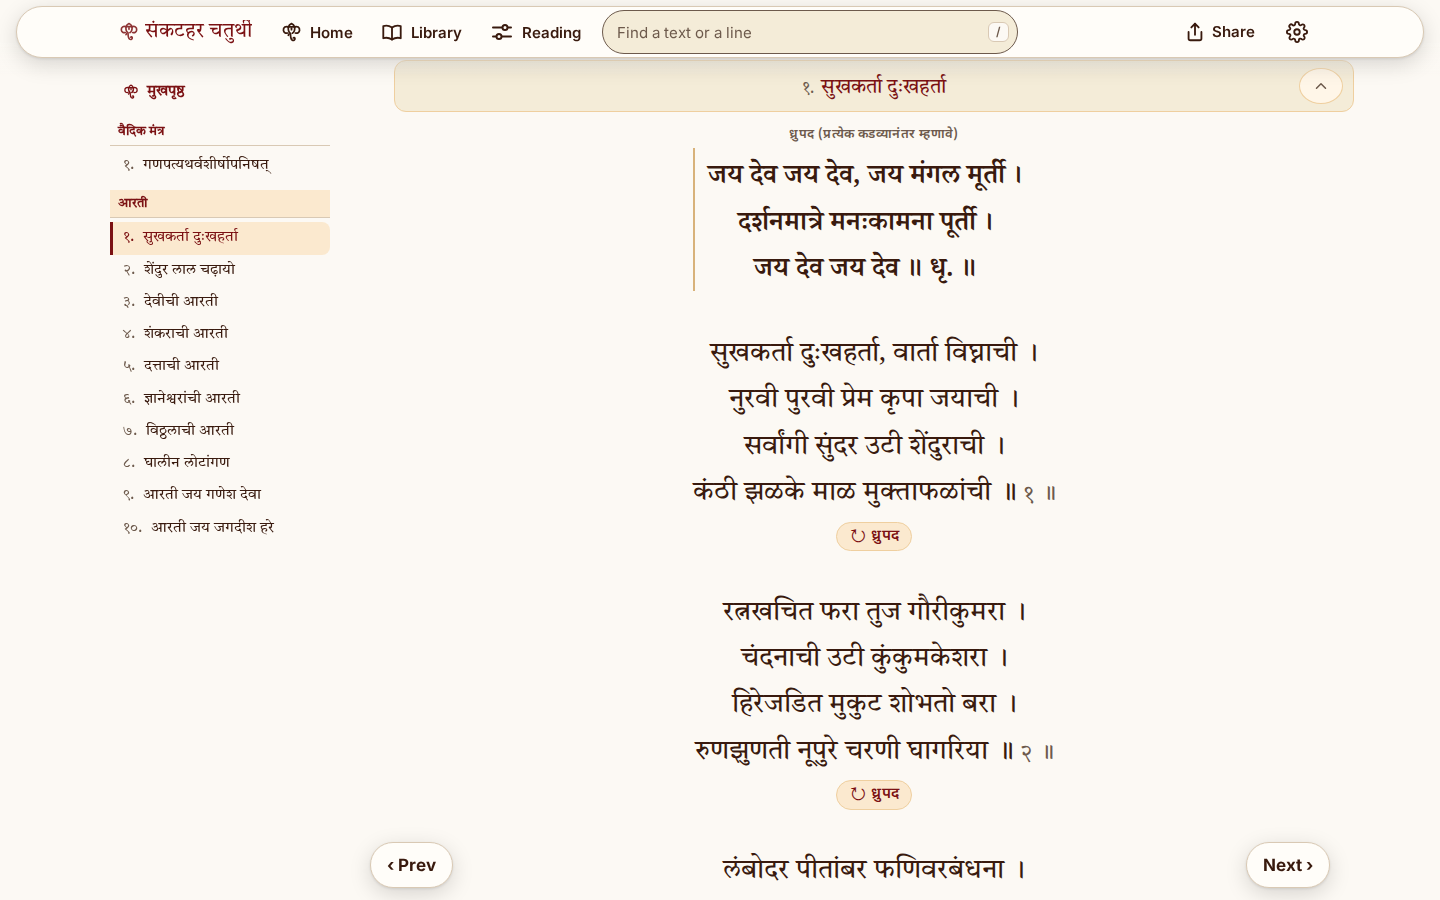 संकटहर चतुर्थी
Home
Library
Reading
Find a text or a line
/
Share
मुखपृष्ठ
वैदिक मंत्र
१. गणपत्यथर्वशीर्षोपनिषत्
आरती
१. सुखकर्ता दुःखहर्ता
२. शेंदुर लाल चढ़ायो
३. देवीची आरती
४. शंकराची आरती
५. दत्ताची आरती
६. ज्ञानेश्वरांची आरती
७. विठ्ठलाची आरती
८. घालीन लोटांगण
९. आरती जय गणेश देवा
१०. आरती जय जगदीश हरे
१. सुखकर्ता दुःखहर्ता
ध्रुपद (प्रत्येक कडव्यानंतर म्हणावे)
जय देव जय देव, जय मंगल मूर्ती ।
दर्शनमात्रे मनःकामना पूर्ती ।
जय देव जय देव ॥ धृ. ॥
सुखकर्ता दुःखहर्ता, वार्ता विघ्नाची ।
नुरवी पुरवी प्रेम कृपा जयाची ।
सर्वांगी सुंदर उटी शेंदुराची ।
कंठी झळके माळ मुक्ताफळांची ॥ १ ॥
ध्रुपद
रत्नखचित फरा तुज गौरीकुमरा ।
चंदनाची उटी कुंकुमकेशरा ।
हिरेजडित मुकुट शोभतो बरा ।
रुणझुणती नूपुरे चरणी घागरिया ॥ २ ॥
ध्रुपद
लंबोदर पीतांबर फणिवरबंधना ।
‹ Prev
Next ›